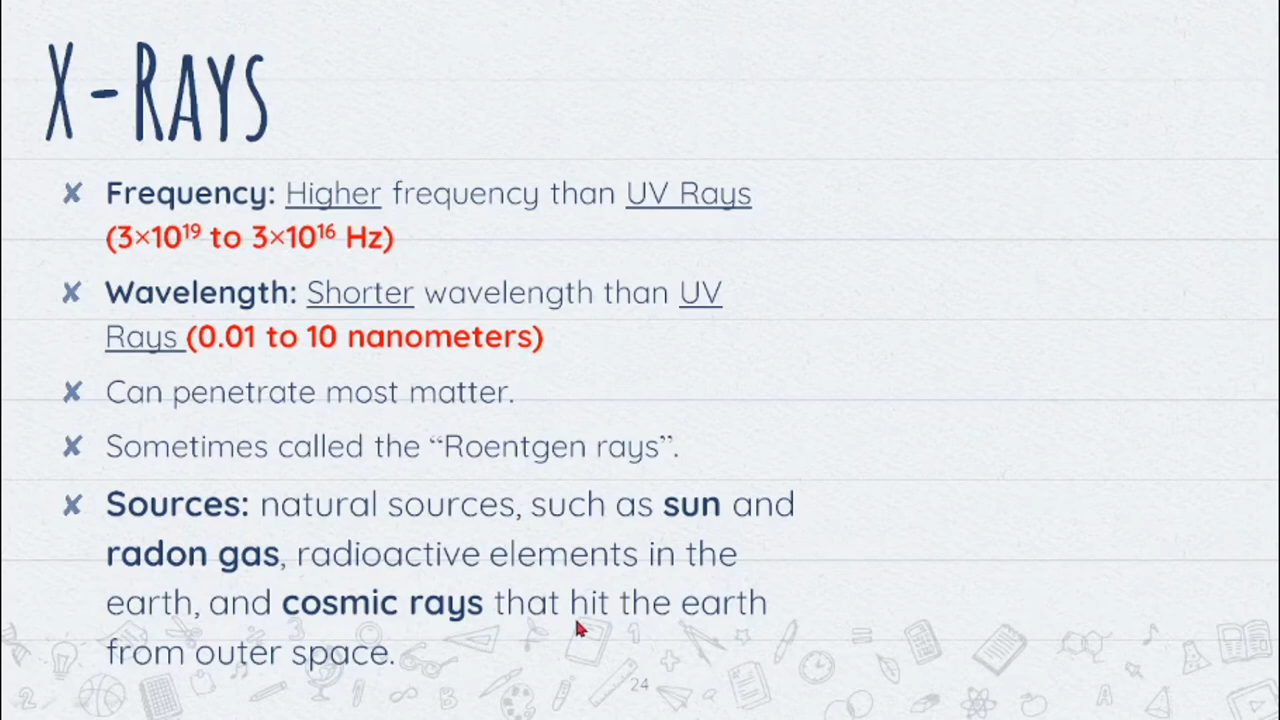 X-RAYS
✘ Frequency: Higher frequency than UV Rays
(3×10¹⁹ to 3×10¹⁶ Hz)
✘ Wavelength: Shorter wavelength than UV
Rays (0.01 to 10 nanometers)
✘ Can penetrate most matter.
✘ Sometimes called the “Roentgen rays”.
✘ Sources: natural sources, such as sun and
radon gas, radioactive elements in the
earth, and cosmic rays that hit the earth
from outer space.
24